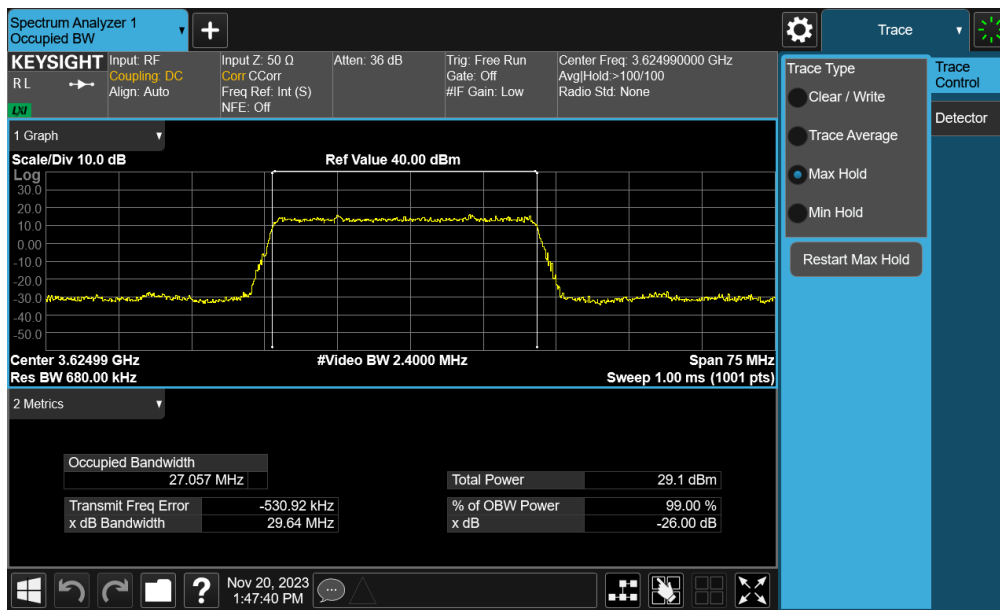 Spectrum Analyzer 1
Occupied BW
Trace
KEYSIGHT
R L
LXI
Input: RF
Coupling: DC
Align: Auto
Input Z: 50 Ω
Corr CCorr
Freq Ref: Int (S)
NFE: Off
Atten: 36 dB
Trig: Free Run
Gate: Off
#IF Gain: Low
Center Freq: 3.624990000 GHz
Avg|Hold:>100/100
Radio Std: None
Trace Type
Clear / Write
Trace Average
Max Hold
Min Hold
Restart Max Hold
Trace
Control
Detector
1 Graph
Scale/Div 10.0 dB
Ref Value 40.00 dBm
Log
30.0
20.0
10.0
0.00
-10.0
-20.0
-30.0
-40.0
-50.0
Center 3.62499 GHz
#Video BW 2.4000 MHz
Span 75 MHz
Res BW 680.00 kHz
Sweep 1.00 ms (1001 pts)
2 Metrics
Occupied Bandwidth
27.057 MHz
Total Power 29.1 dBm
Transmit Freq Error -530.92 kHz
% of OBW Power 99.00 %
x dB Bandwidth 29.64 MHz
x dB -26.00 dB
Nov 20, 2023
1:47:40 PM